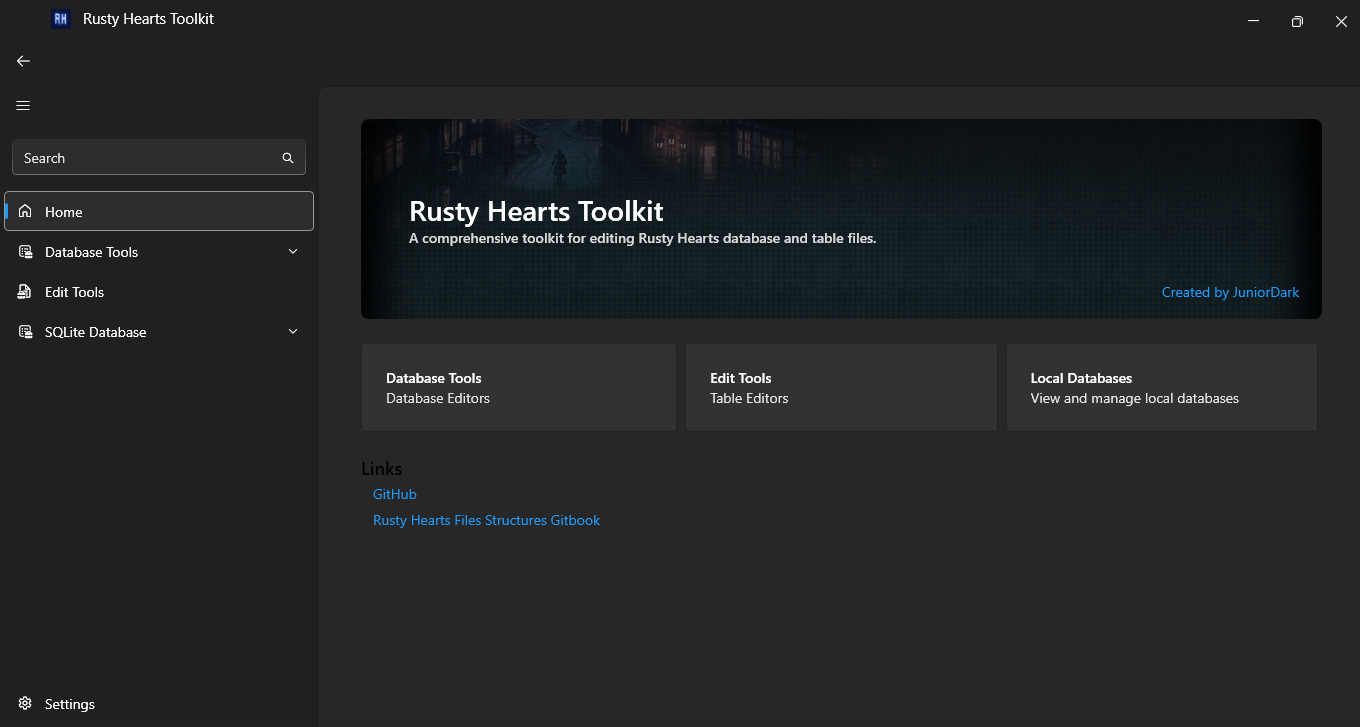 RH Rusty Hearts Toolkit
Search
Home
Database Tools
Edit Tools
SQLite Database
Settings
Rusty Hearts Toolkit
A comprehensive toolkit for editing Rusty Hearts database and table files.
Created by JuniorDark
Database Tools
Database Editors
Edit Tools
Table Editors
Local Databases
View and manage local databases
Links
GitHub
Rusty Hearts Files Structures Gitbook